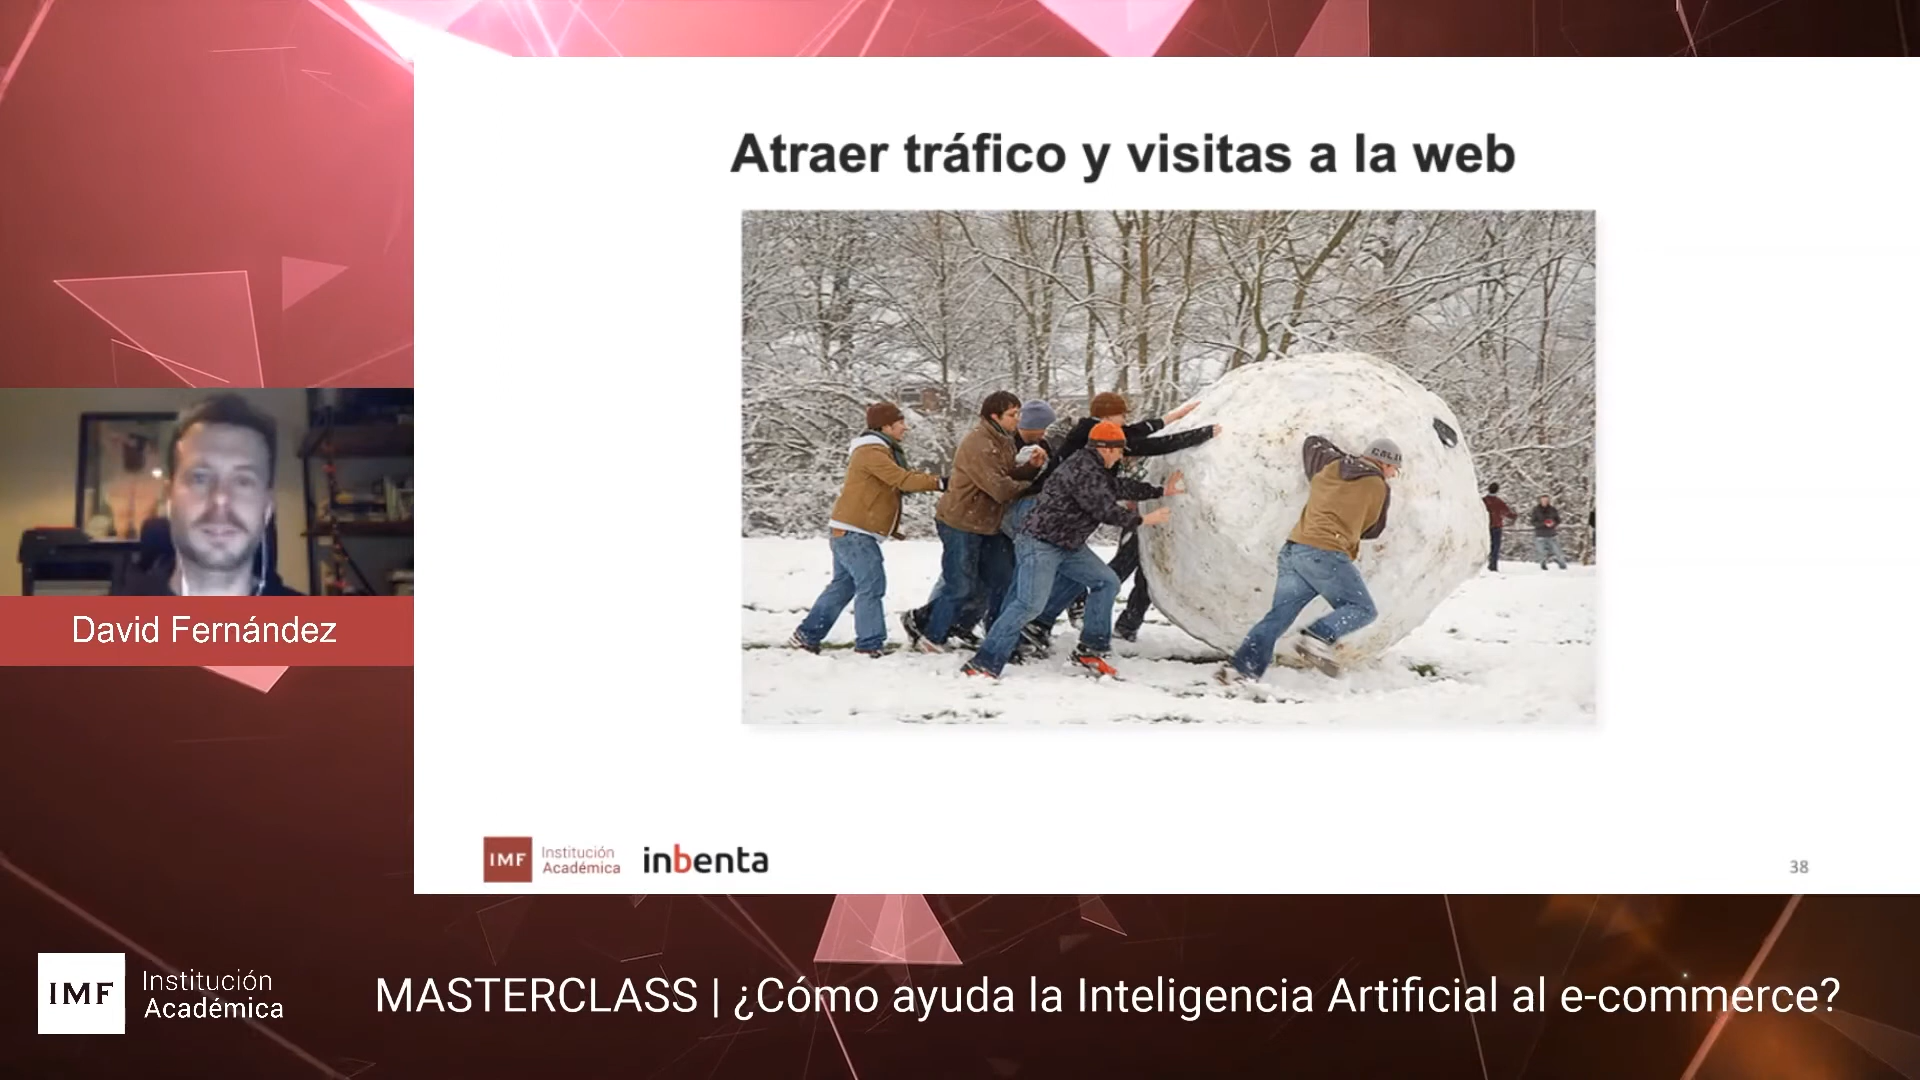 Atraer tráfico y visitas a la web
David Fernández
IMF
Institución
Académica
inbenta
38
IMF
Institución
Académica
MASTERCLASS | ¿Cómo ayuda la Inteligencia Artificial al e-commerce?